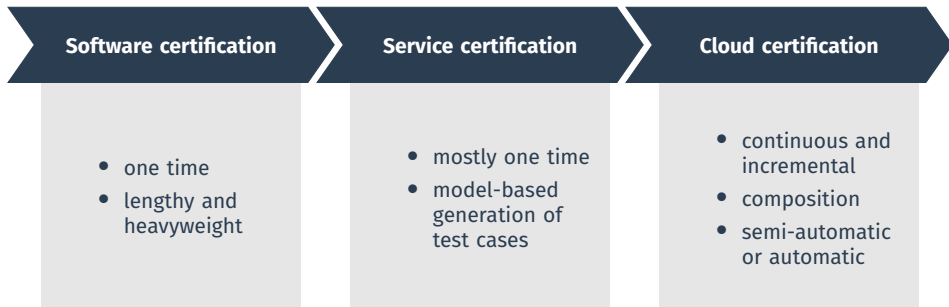 Software certification
• one time
• lengthy and
heavyweight
Service certification
• mostly one time
• model-based
generation of
test cases
Cloud certification
• continuous and
incremental
• composition
• semi-automatic
or automatic